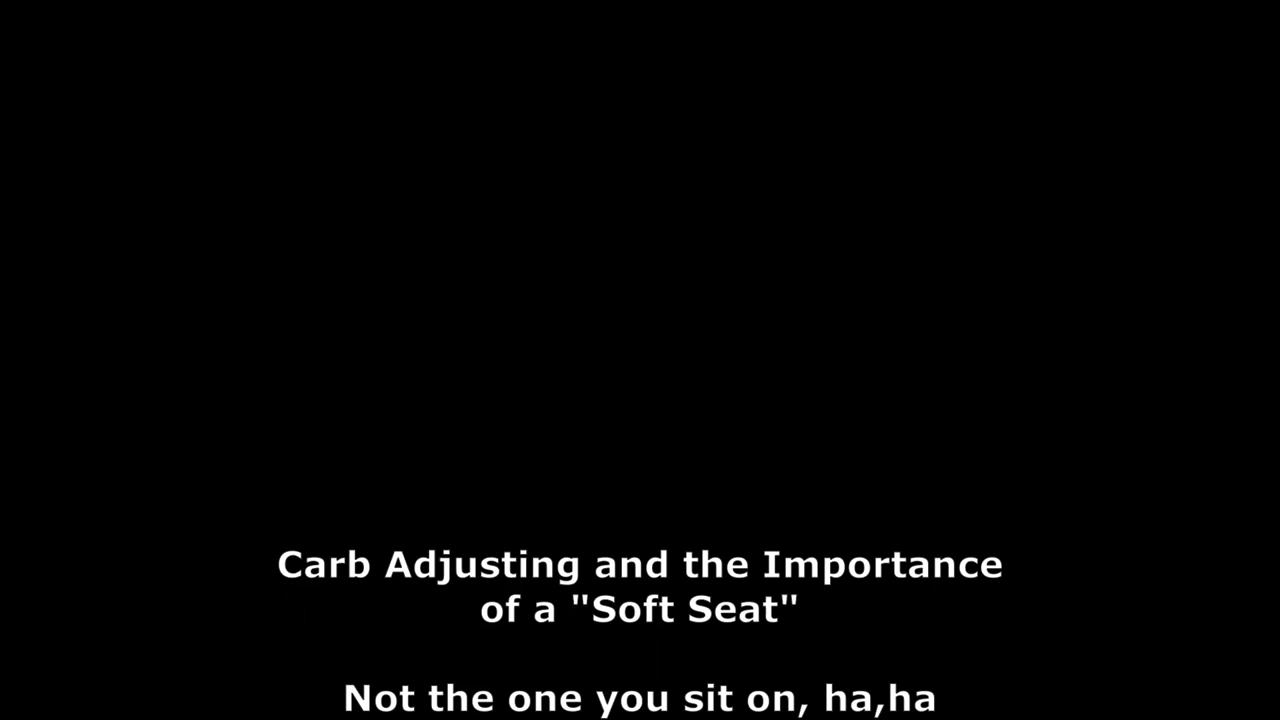 Carb Adjusting and the Importance
of a "Soft Seat"
Not the one you sit on, ha,ha